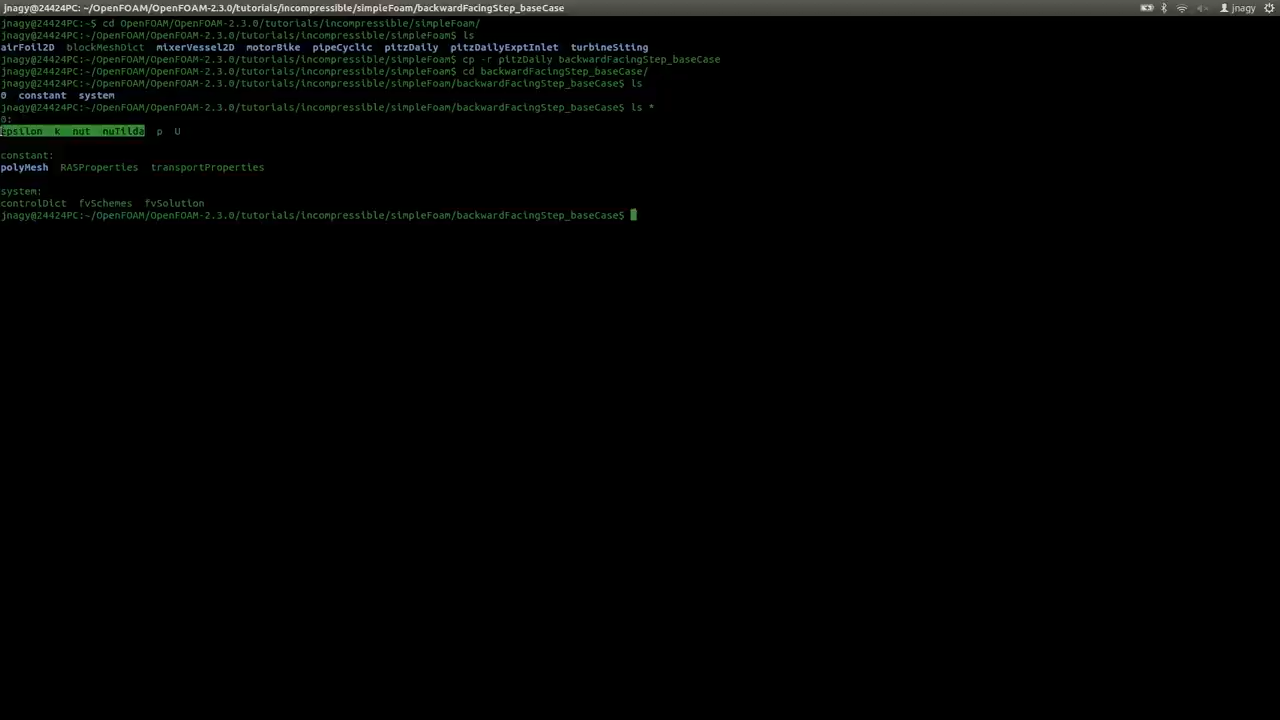 jnagy@24424PC: ~/OpenFOAM/OpenFOAM-2.3.0/tutorials/incompressible/simpleFoam/backwardFacingStep_baseCase jnagy
jnagy@24424PC:~$ cd OpenFOAM/OpenFOAM-2.3.0/tutorials/incompressible/simpleFoam/
jnagy@24424PC:~/OpenFOAM/OpenFOAM-2.3.0/tutorials/incompressible/simpleFoam$ ls
airFoil2D blockMeshDict mixerVessel2D motorBike pipeCyclic pitzDaily pitzDailyExptInlet turbineSiting
jnagy@24424PC:~/OpenFOAM/OpenFOAM-2.3.0/tutorials/incompressible/simpleFoam$ cp -r pitzDaily backwardFacingStep_baseCase
jnagy@24424PC:~/OpenFOAM/OpenFOAM-2.3.0/tutorials/incompressible/simpleFoam$ cd backwardFacingStep_baseCase/
jnagy@24424PC:~/OpenFOAM/OpenFOAM-2.3.0/tutorials/incompressible/simpleFoam/backwardFacingStep_baseCase$ ls
0 constant system
jnagy@24424PC:~/OpenFOAM/OpenFOAM-2.3.0/tutorials/incompressible/simpleFoam/backwardFacingStep_baseCase$ ls *
0:
epsilon k nut nuTilda p U
constant:
polyMesh RASProperties transportProperties
system:
controlDict fvSchemes fvSolution
jnagy@24424PC:~/OpenFOAM/OpenFOAM-2.3.0/tutorials/incompressible/simpleFoam/backwardFacingStep_baseCase$